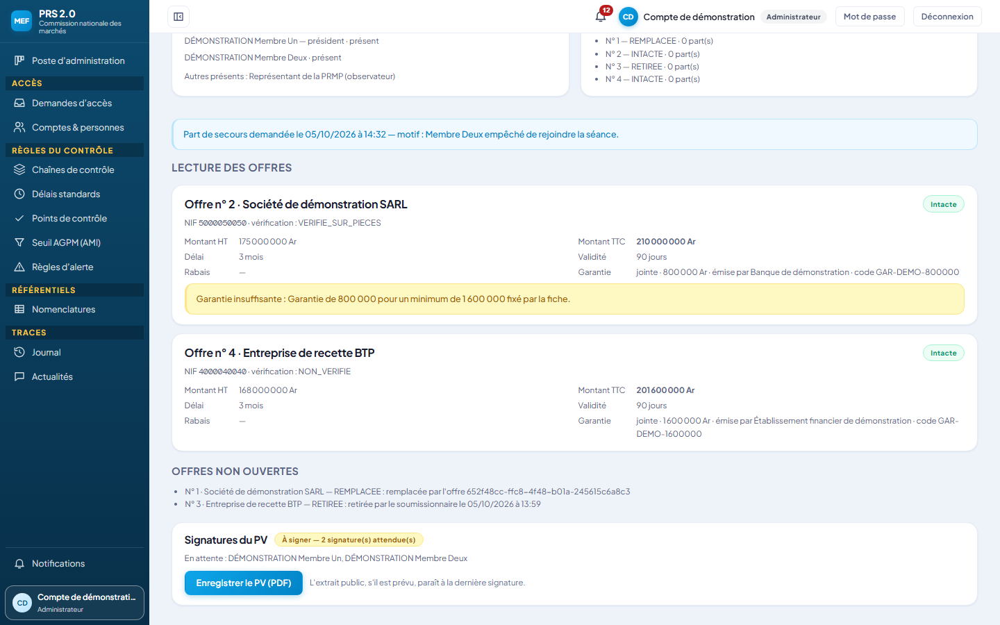 MEF
PRS 2.0
Commission nationale des
marchés
Poste d'administration
ACCÈS
Demandes d'accès
Comptes & personnes
RÈGLES DU CONTRÔLE
Chaînes de contrôle
Délais standards
Points de contrôle
Seuil AGPM (AMI)
Règles d'alerte
RÉFÉRENTIELS
Nomenclatures
TRACES
Journal
Actualités
Notifications
CD
Compte de démonstrati...
Administrateur
12
CD
Compte de démonstration
Administrateur
Mot de passe
Déconnexion
DÉMONSTRATION Membre Un — président · présent
DÉMONSTRATION Membre Deux · présent
Autres présents : Représentant de la PRMP (observateur)
• N° 1 — REMPLACEE · 0 part(s)
• N° 2 — INTACTE · 0 part(s)
• N° 3 — RETIREE · 0 part(s)
• N° 4 — INTACTE · 0 part(s)
Part de secours demandée le 05/10/2026 à 14:32 — motif : Membre Deux empêché de rejoindre la séance.
LECTURE DES OFFRES
Offre n° 2 · Société de démonstration SARL
Intacte
NIF 5000050050 · vérification : VERIFIE_SUR_PIECES
Montant HT 175 000 000 Ar
Montant TTC 210 000 000 Ar
Délai 3 mois
Validité 90 jours
Rabais —
Garantie jointe · 800 000 Ar · émise par Banque de démonstration · code GAR-DEMO-800000
Garantie insuffisante : Garantie de 800 000 pour un minimum de 1 600 000 fixé par la fiche.
Offre n° 4 · Entreprise de recette BTP
Intacte
NIF 4000040040 · vérification : NON_VERIFIE
Montant HT 168 000 000 Ar
Montant TTC 201 600 000 Ar
Délai 3 mois
Validité 90 jours
Rabais —
Garantie jointe · 1 600 000 Ar · émise par Établissement financier de démonstration · code GAR-
DEMO-1600000
OFFRES NON OUVERTES
• N° 1 · Société de démonstration SARL — REMPLACEE : remplacée par l'offre 652f48cc-ffc8-4f48-b01a-245615c6a8c3
• N° 3 · Entreprise de recette BTP — RETIREE : retirée par le soumissionnaire le 05/10/2026 à 13:59
Signatures du PV
À signer — 2 signature(s) attendue(s)
En attente : DÉMONSTRATION Membre Un, DÉMONSTRATION Membre Deux
Enregistrer le PV (PDF)
L'extrait public, s'il est prévu, paraît à la dernière signature.